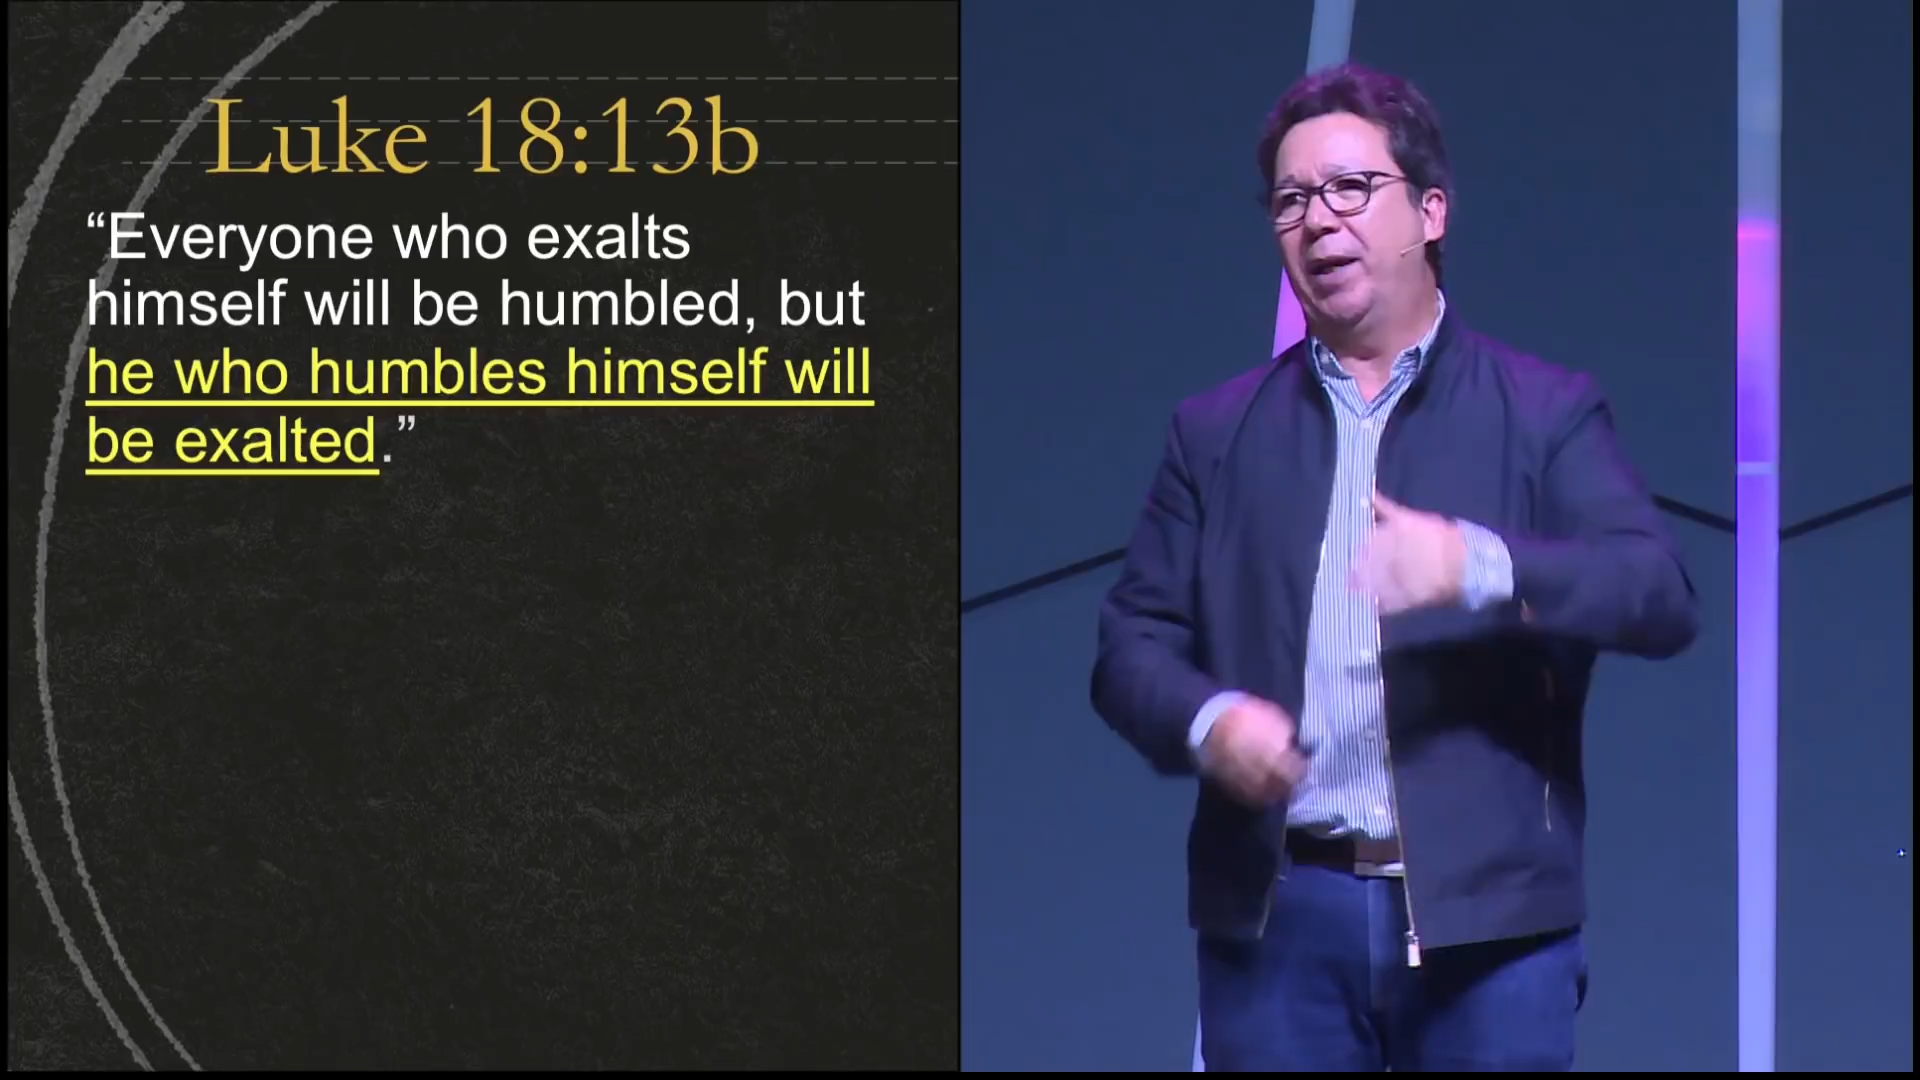 Luke 18:13b
“Everyone who exalts
himself will be humbled, but
he who humbles himself will
be exalted.”